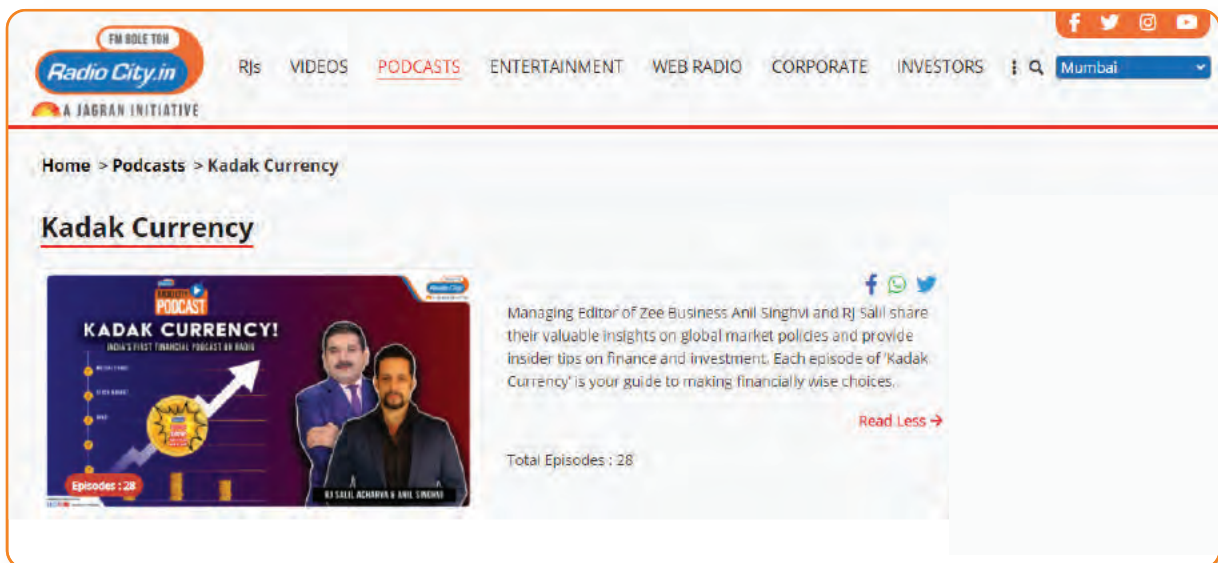 FM BOLE TOH
Radio City.in
A JAGRAN INITIATIVE
RJs VIDEOS PODCASTS ENTERTAINMENT WEB RADIO CORPORATE INVESTORS Mumbai
Home > Podcasts > Kadak Currency
Kadak Currency
Radio City
PODCAST
KADAK CURRENCY!
INDIA'S FIRST FINANCIAL PODCAST ON RADIO
Episodes : 28
RJ SALIL ACHARYA & ANIL SINGHVI
Managing Editor of Zee Business Anil Singhvi and RJ Salil share
their valuable insights on global market policies and provide
insider tips on finance and investment. Each episode of 'Kadak
Currency' is your guide to making financially wise choices.
Read Less →
Total Episodes : 28